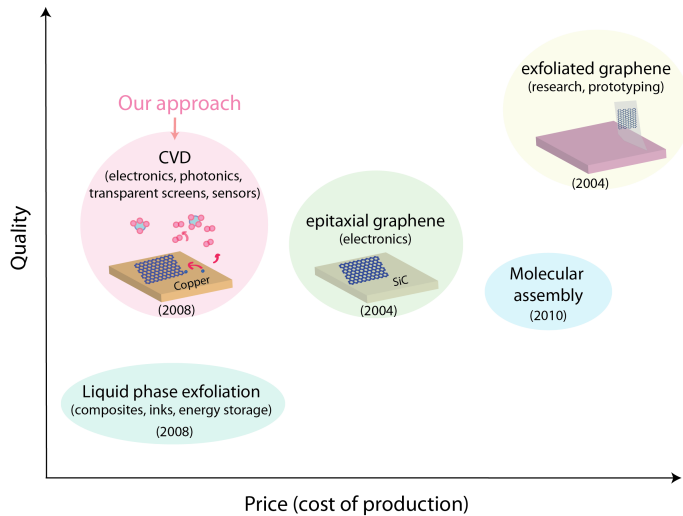 exfoliated graphene
(research, prototyping)
(2004)
Our approach
CVD
(electronics, photonics,
transparent screens, sensors)
Copper
(2008)
epitaxial graphene
(electronics)
SiC
(2004)
Molecular
assembly
(2010)
Liquid phase exfoliation
(composites, inks, energy storage)
(2008)
Quality
Price (cost of production)